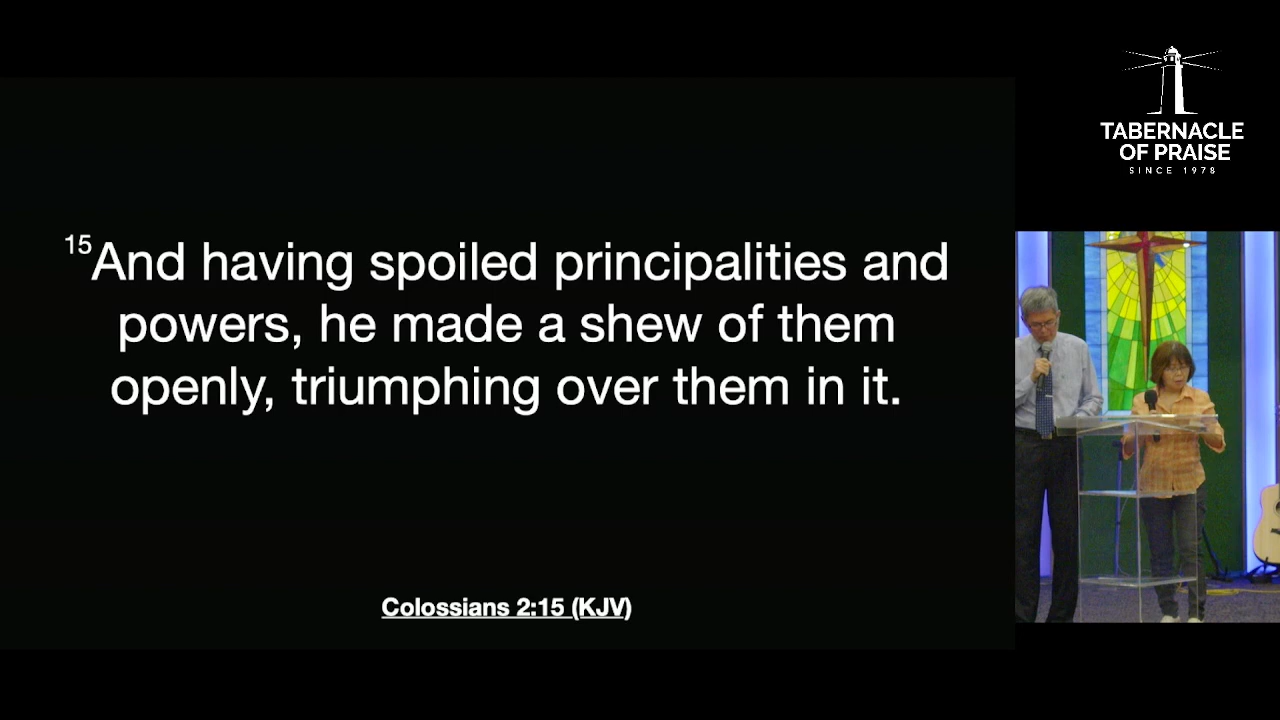 15And having spoiled principalities and
powers, he made a shew of them
openly, triumphing over them in it.
Colossians 2:15 (KJV)
TABERNACLE
OF PRAISE
SINCE 1978